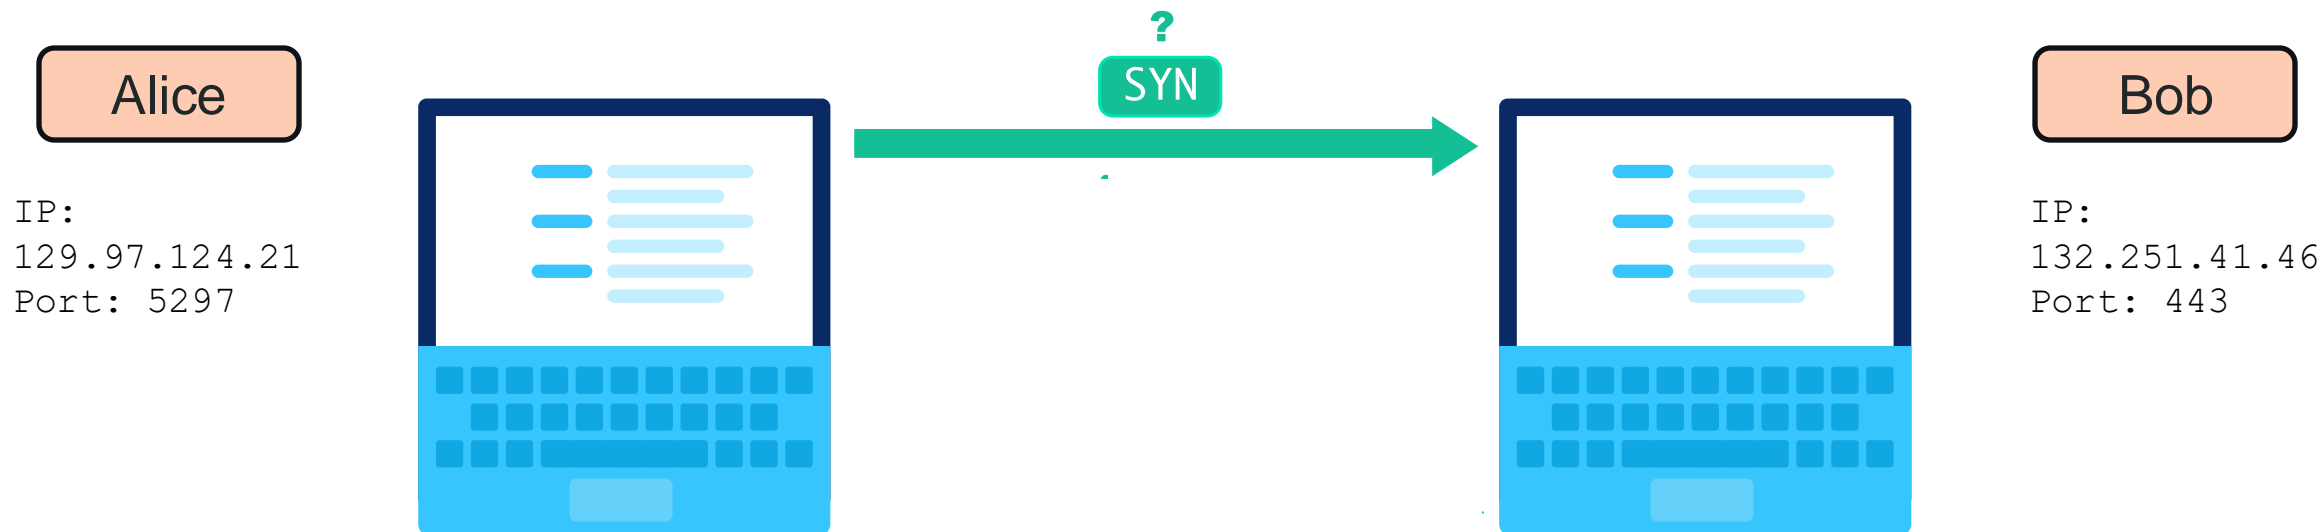 ?
SYN
Alice
Bob
IP:
129.97.124.21
Port: 5297
IP:
132.251.41.46
Port: 443